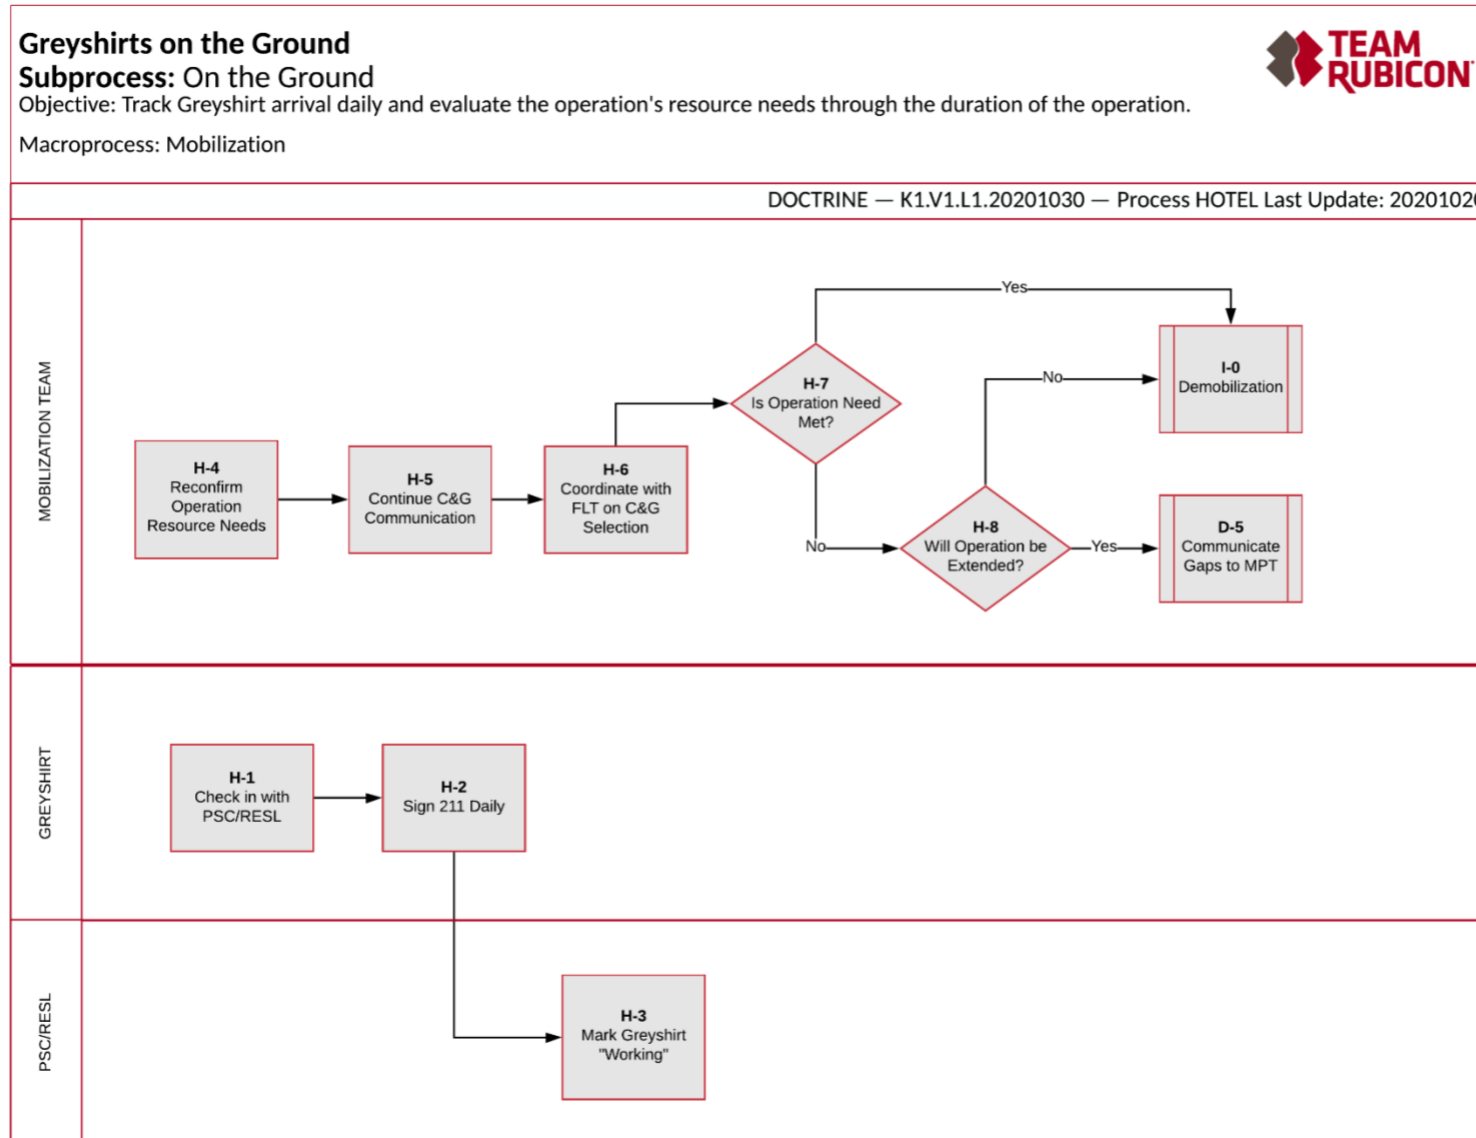 Greyshirts on the Ground
Subprocess: On the Ground
Objective: Track Greyshirt arrival daily and evaluate the operation's resource needs through the duration of the operation.
Macroprocess: Mobilization
TEAM
RUBICON
DOCTRINE — K1.V1.L1.20201030 — Process HOTEL Last Update: 2020102
MOBILIZATION TEAM
H-4
Reconfirm
Operation
Resource Needs
H-5
Continue C&G
Communication
H-6
Coordinate with
FLT on C&G
Selection
H-7
Is Operation Need
Met?
Yes
No
H-8
Will Operation be
Extended?
No
Yes
I-0
Demobilization
D-5
Communicate
Gaps to MPT
GREYSHIRT
H-1
Check in with
PSC/RESL
H-2
Sign 211 Daily
PSC/RESL
H-3
Mark Greyshirt
"Working"